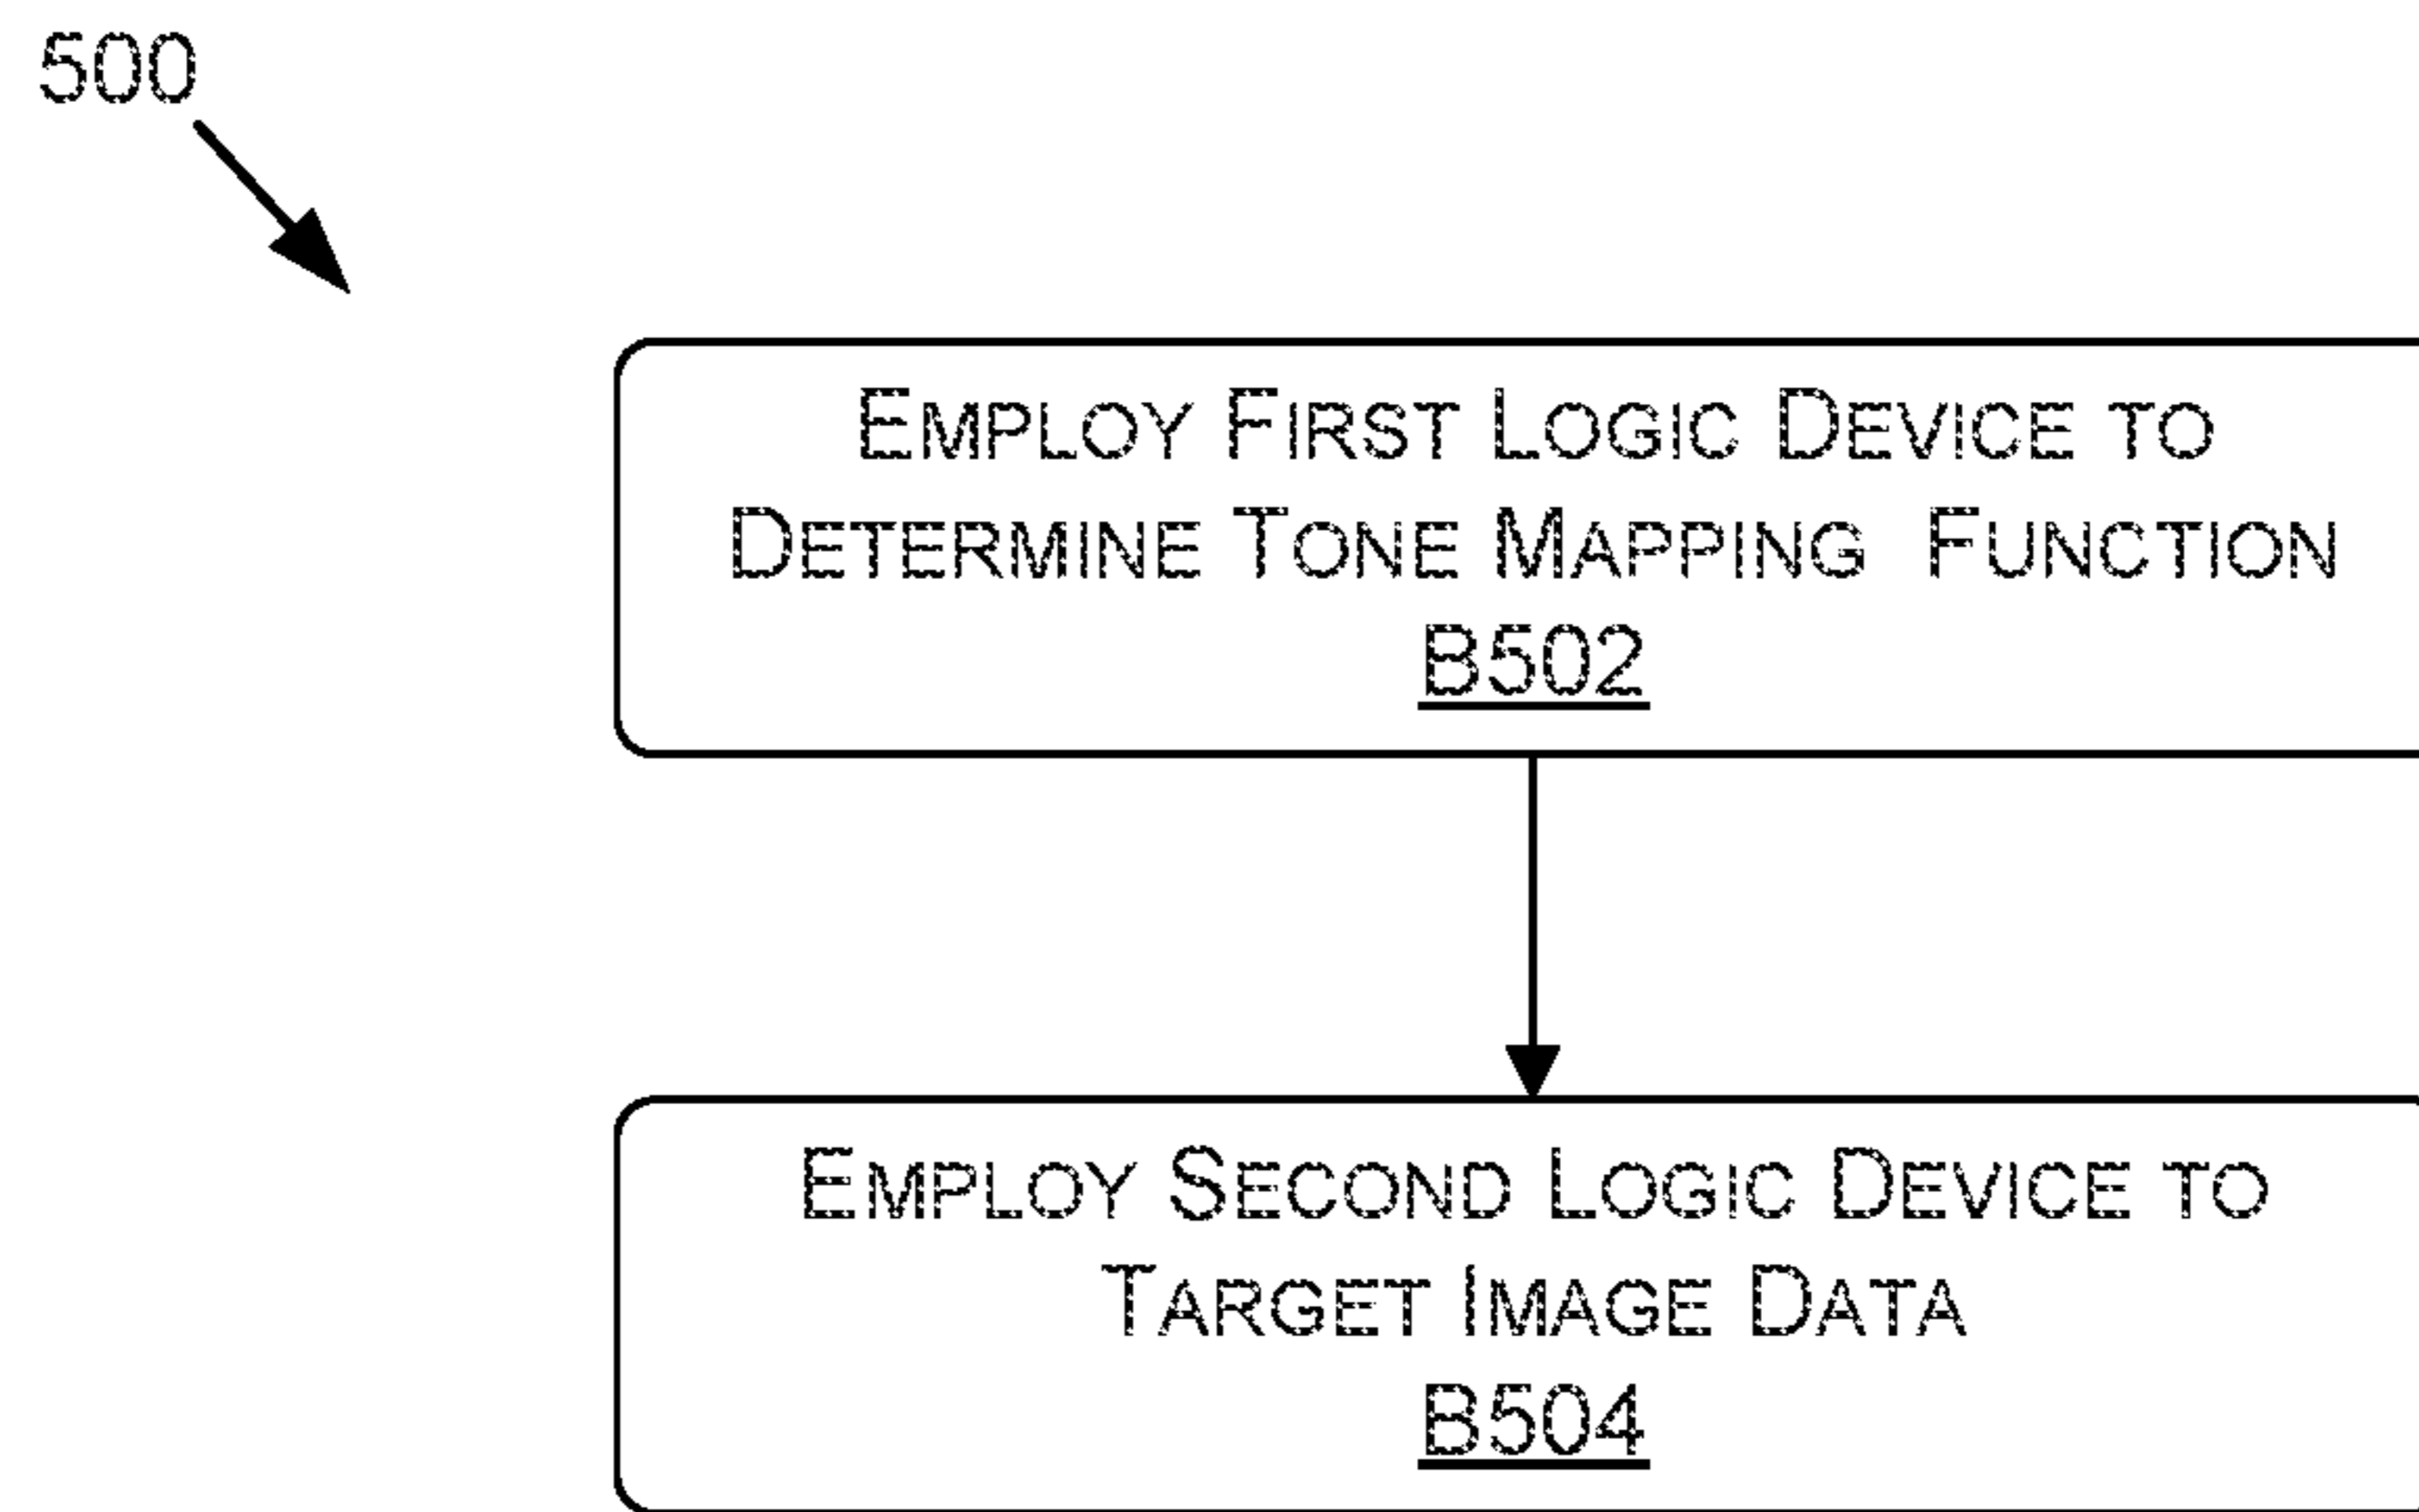 500
EMPLOY FIRST LOGIC DEVICE TO
DETERMINE TONE MAPPING FUNCTION
B502
EMPLOY SECOND LOGIC DEVICE TO
TARGET IMAGE DATA
B504